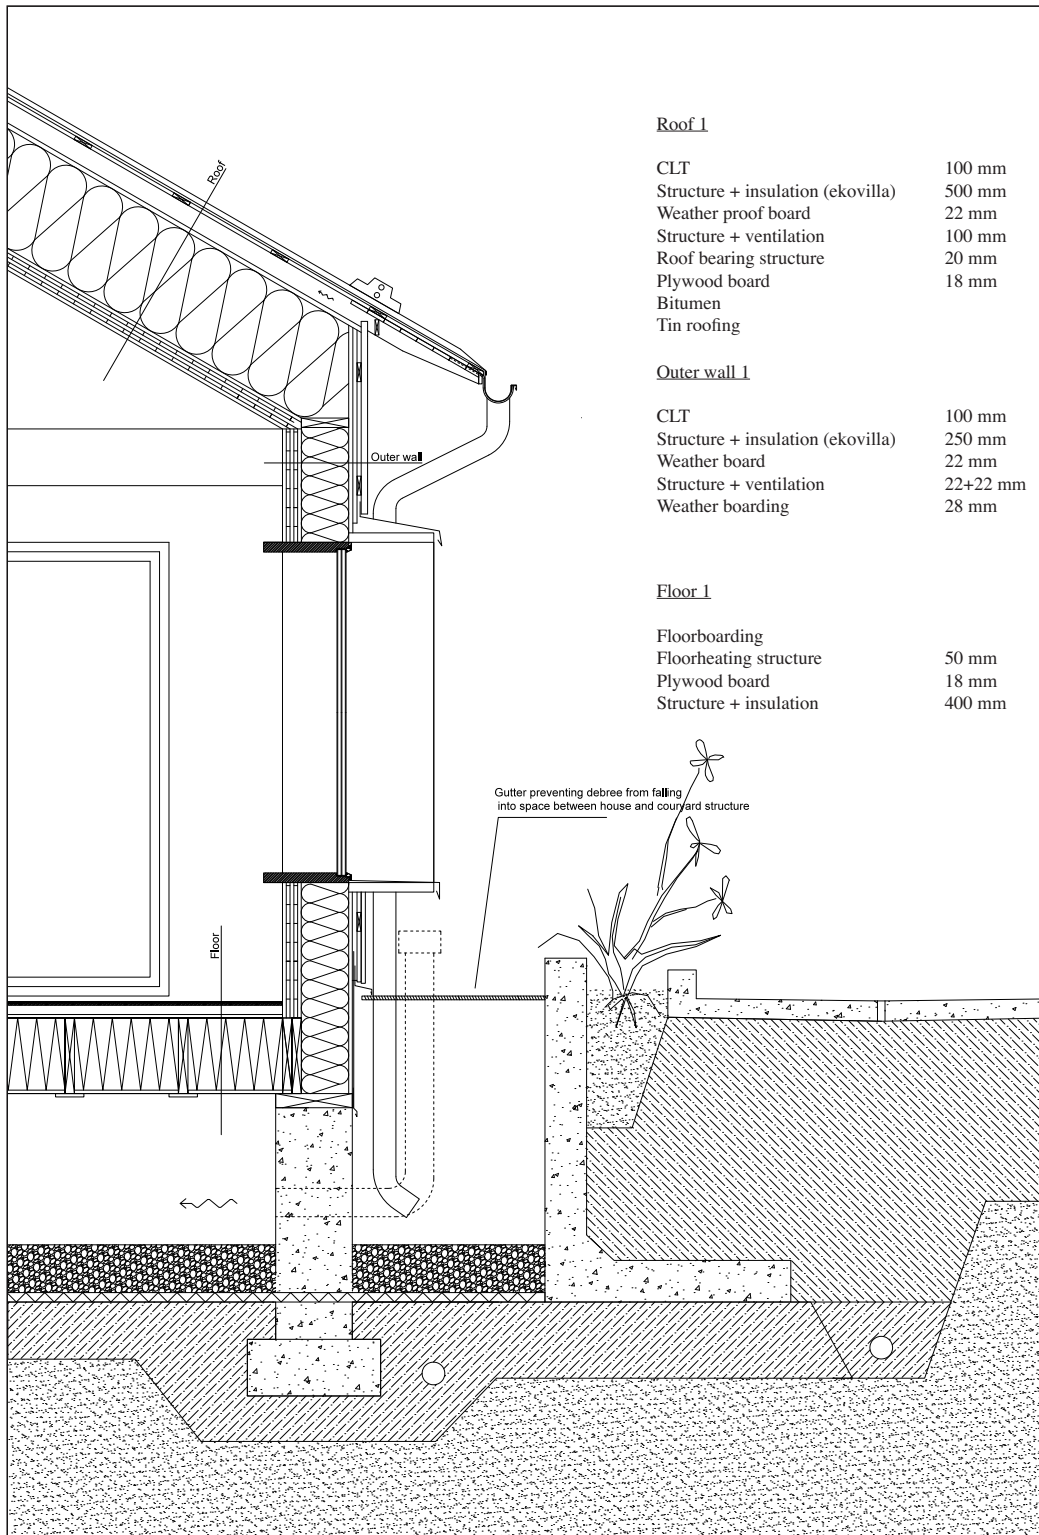 Roof 1
CLT 100 mm
Structure + insulation (ekovilla) 500 mm
Weather proof board 22 mm
Structure + ventilation 100 mm
Roof bearing structure 20 mm
Plywood board 18 mm
Bitumen
Tin roofing
Roof
Outer wall 1
CLT 100 mm
Structure + insulation (ekovilla) 250 mm
Weather board 22 mm
Structure + ventilation 22+22 mm
Weather boarding 28 mm
Outer wall
Floor 1
Floorboarding
Floorheating structure 50 mm
Plywood board 18 mm
Structure + insulation 400 mm
Gutter preventing debree from falling
into space between house and couryard structure
Floor